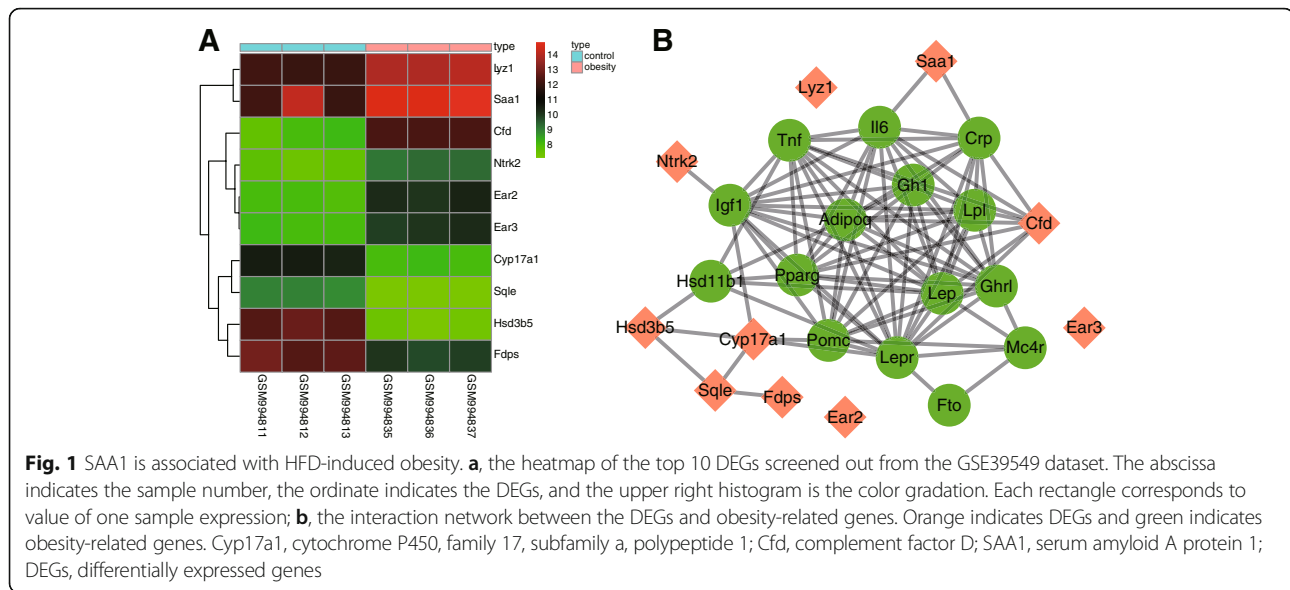 A
B
type
Lyz1
Saa1
Cfd
Ntrk2
Ear2
Ear3
Cyp17a1
Sqle
Hsd3b5
Fdps
GSM994811
GSM994812
GSM994813
GSM994835
GSM994836
GSM994837
14
13
12
11
10
9
8
type
control
obesity
Saa1
Lyz1
Il6
Tnf
Crp
Ntrk2
Gh1
Igf1
Adipoq
Lpl
Cfd
Hsd11b1
Pparg
Lep
Ghrl
Hsd3b5
Cyp17a1
Pomc
Lepr
Mc4r
Ear3
Sqle
Fdps
Ear2
Fto
Fig. 1 SAA1 is associated with HFD-induced obesity. a, the heatmap of the top 10 DEGs screened out from the GSE39549 dataset. The abscissa
indicates the sample number, the ordinate indicates the DEGs, and the upper right histogram is the color gradation. Each rectangle corresponds to
value of one sample expression; b, the interaction network between the DEGs and obesity-related genes. Orange indicates DEGs and green indicates
obesity-related genes. Cyp17a1, cytochrome P450, family 17, subfamily a, polypeptide 1; Cfd, complement factor D; SAA1, serum amyloid A protein 1;
DEGs, differentially expressed genes